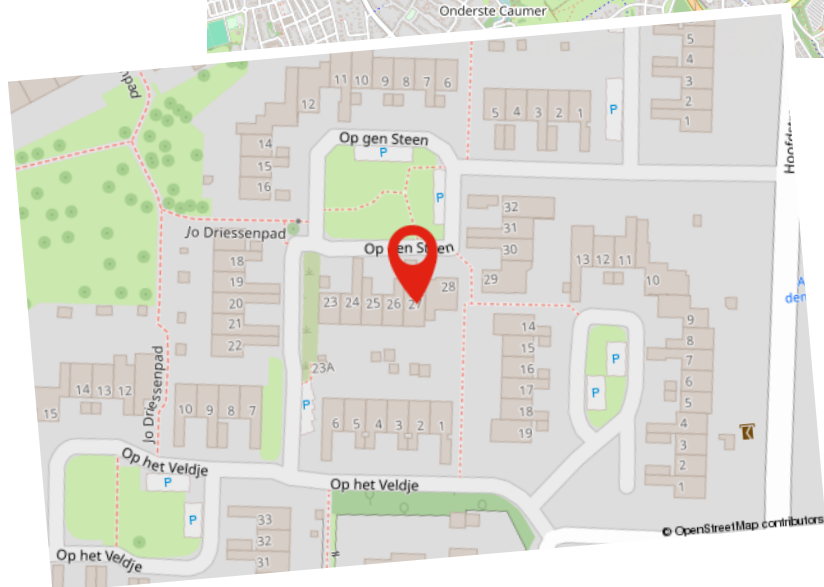 Onderste Caumer
5
4
3
2
1
11 10 9 8 7 6
12
5 4 3 2 1
P
Op gen Steen
P
14
15
16
P
32
31
30
29
Jo Driessenpad
Op gen Steen
18
19
20
21
22
23 24 25 26 27
28
13 12 11
10
9
8
7
6
5
4
3
2
1
14
15
16
17
18
19
P
P
23A
P
Jo Driessenpad
14 13 12
15
10 9 8 7
6 5 4 3 2 1
Op het Veldje
P
P
Op het Veldje
33
32
31
Op het Veldje
© OpenStreetMap contributors